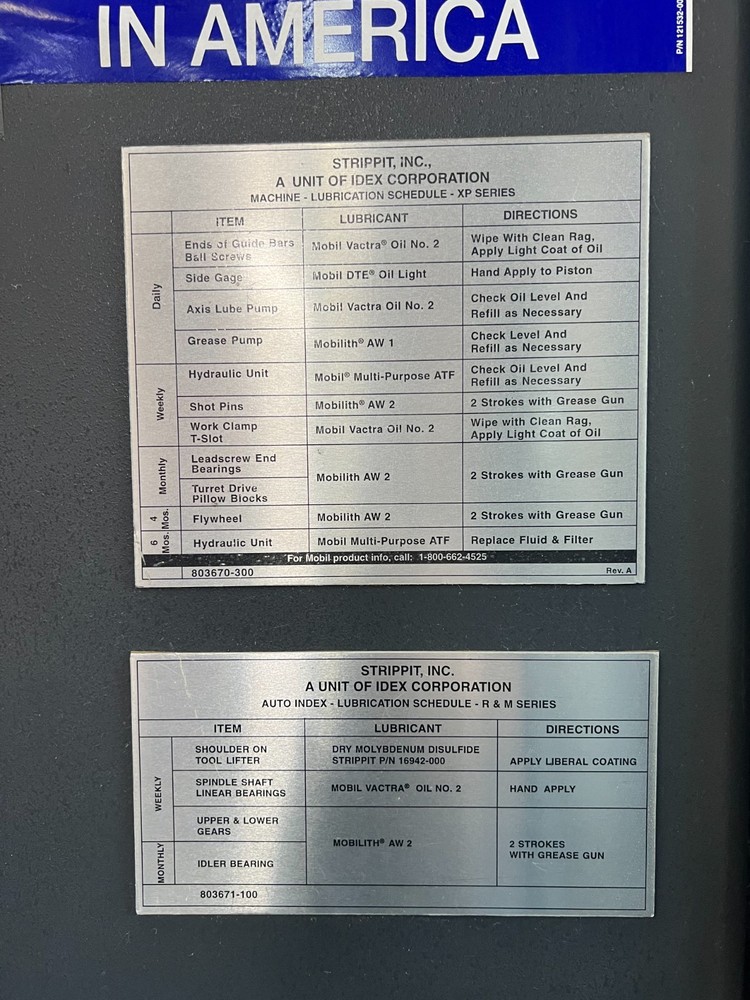 IN AMERICA
P/N 121532-00
STRIPPIT, INC.,
A UNIT OF IDEX CORPORATION
MACHINE - LUBRICATION SCHEDULE - XP SERIES
ITEM LUBRICANT DIRECTIONS
Daily
Ends of Guide Bars
Ball Screws
Mobil Vactra® Oil No. 2
Wipe With Clean Rag,
Apply Light Coat of Oil
Side Gage
Mobil DTE® Oil Light
Hand Apply to Piston
Axis Lube Pump
Mobil Vactra Oil No. 2
Check Oil Level And
Refill as Necessary
Grease Pump
Mobilith® AW 1
Check Level And
Refill as Necessary
Weekly
Hydraulic Unit
Mobil® Multi-Purpose ATF
Check Oil Level And
Refill as Necessary
Shot Pins
Mobilith® AW 2
2 Strokes with Grease Gun
Work Clamp
T-Slot
Mobil Vactra Oil No. 2
Wipe with Clean Rag,
Apply Light Coat of Oil
Monthly
Leadscrew End
Bearings
Turret Drive
Pillow Blocks
Mobilith AW 2
2 Strokes with Grease Gun
4
Mos.
Flywheel
Mobilith AW 2
2 Strokes with Grease Gun
6
Mos.
Hydraulic Unit
Mobil Multi-Purpose ATF
Replace Fluid & Filter
For Mobil product info, call: 1-800-662-4525
803670-300
Rev. A
STRIPPIT, INC.
A UNIT OF IDEX CORPORATION
AUTO INDEX - LUBRICATION SCHEDULE - R & M SERIES
ITEM LUBRICANT DIRECTIONS
WEEKLY
SHOULDER ON
TOOL LIFTER
DRY MOLYBDENUM DISULFIDE
STRIPPIT P/N 16942-000
APPLY LIBERAL COATING
SPINDLE SHAFT
LINEAR BEARINGS
MOBIL VACTRA® OIL NO. 2
HAND APPLY
UPPER & LOWER
GEARS
MONTHLY
IDLER BEARING
MOBILITH® AW 2
2 STROKES
WITH GREASE GUN
803671-100